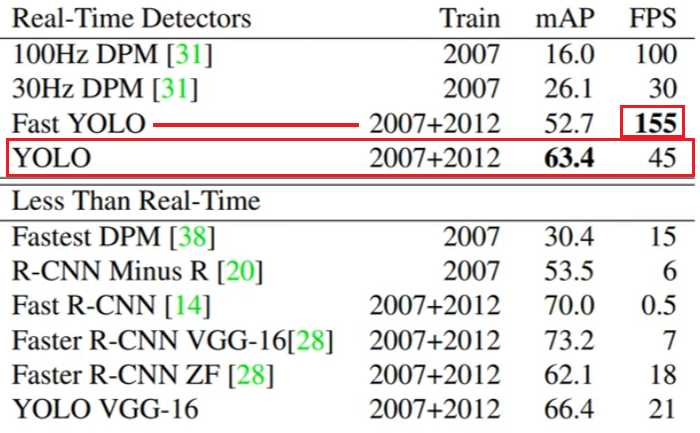 Real-Time Detectors Train mAP FPS
100Hz DPM [31] 2007 16.0 100
30Hz DPM [31] 2007 26.1 30
Fast YOLO 2007+2012 52.7 155
YOLO 2007+2012 63.4 45
Less Than Real-Time
Fastest DPM [38] 2007 30.4 15
R-CNN Minus R [20] 2007 53.5 6
Fast R-CNN [14] 2007+2012 70.0 0.5
Faster R-CNN VGG-16[28] 2007+2012 73.2 7
Faster R-CNN ZF [28] 2007+2012 62.1 18
YOLO VGG-16 2007+2012 66.4 21